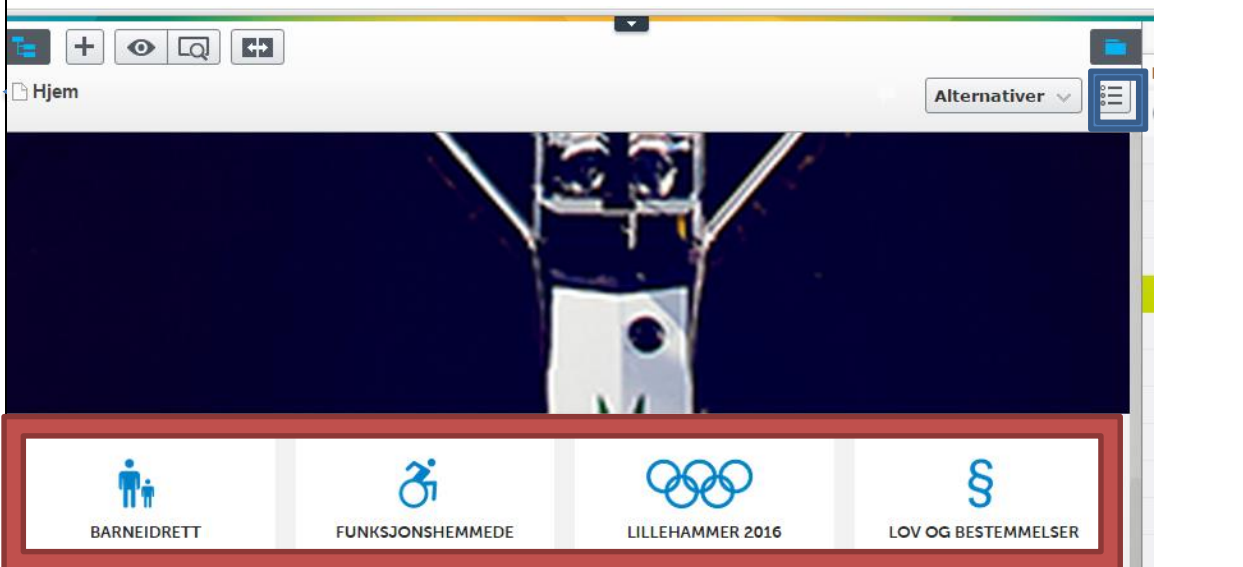 Hjem
Alternativer
BARNEIDRETT
FUNKSJONSHEMMEDE
LILLEHAMMER 2016
§
LOV OG BESTEMMELSER